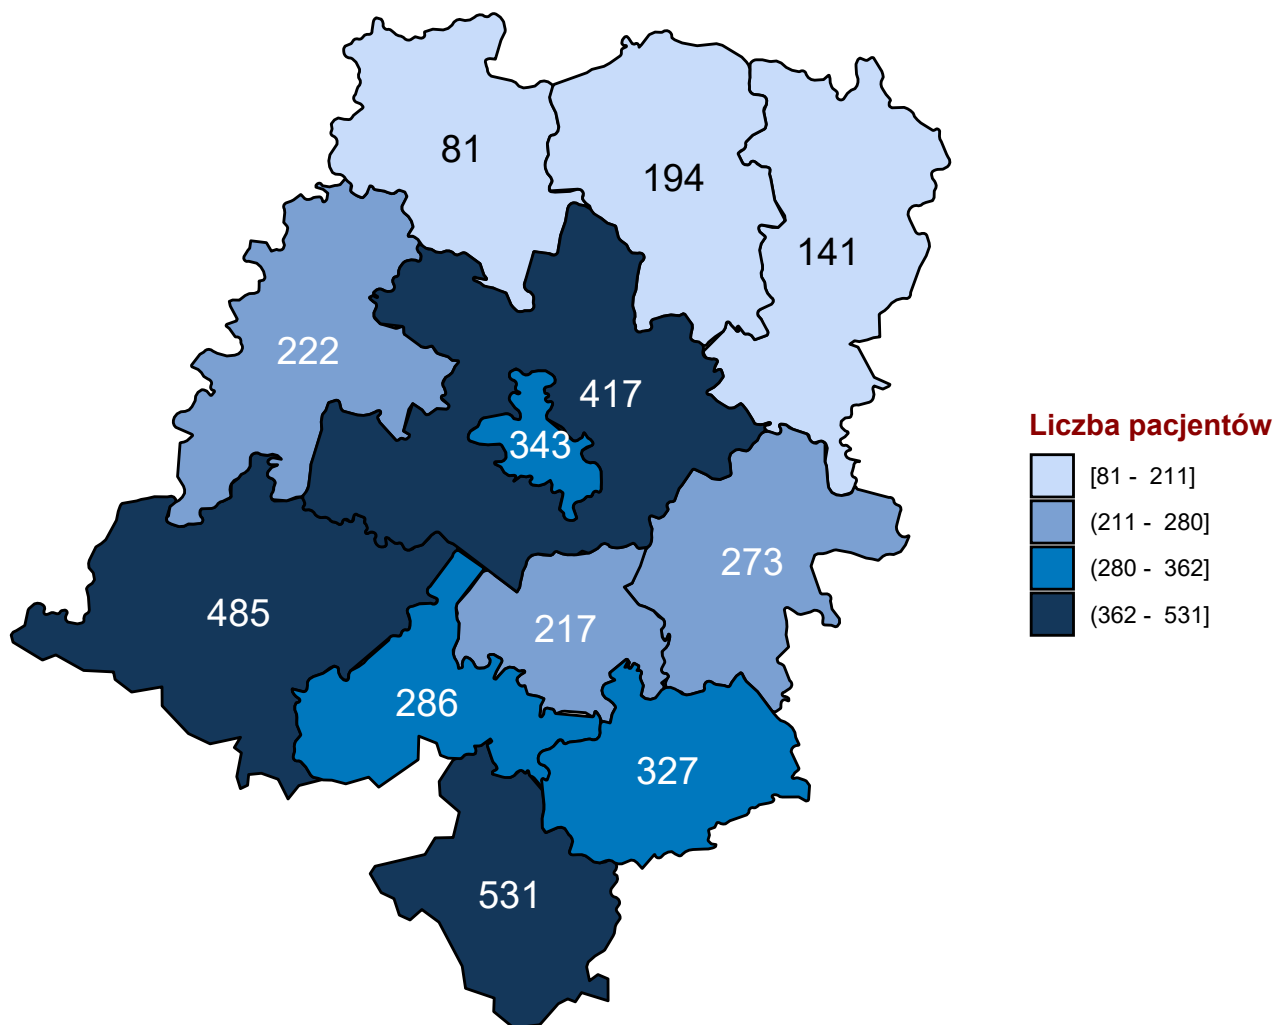 81
194
141
222
417
343
273
485
217
286
327
531
Liczba pacjentów
[81 - 211]
(211 - 280]
(280 - 362]
(362 - 531]